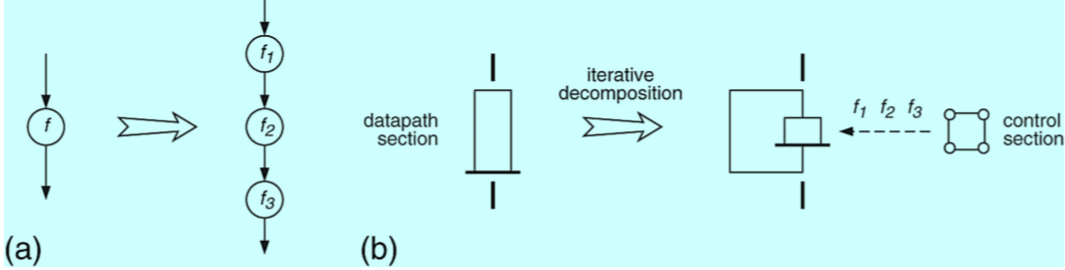 f
f1
f2
f3
(a)
datapath
section
iterative
decomposition
f1 f2 f3
control
section
(b)